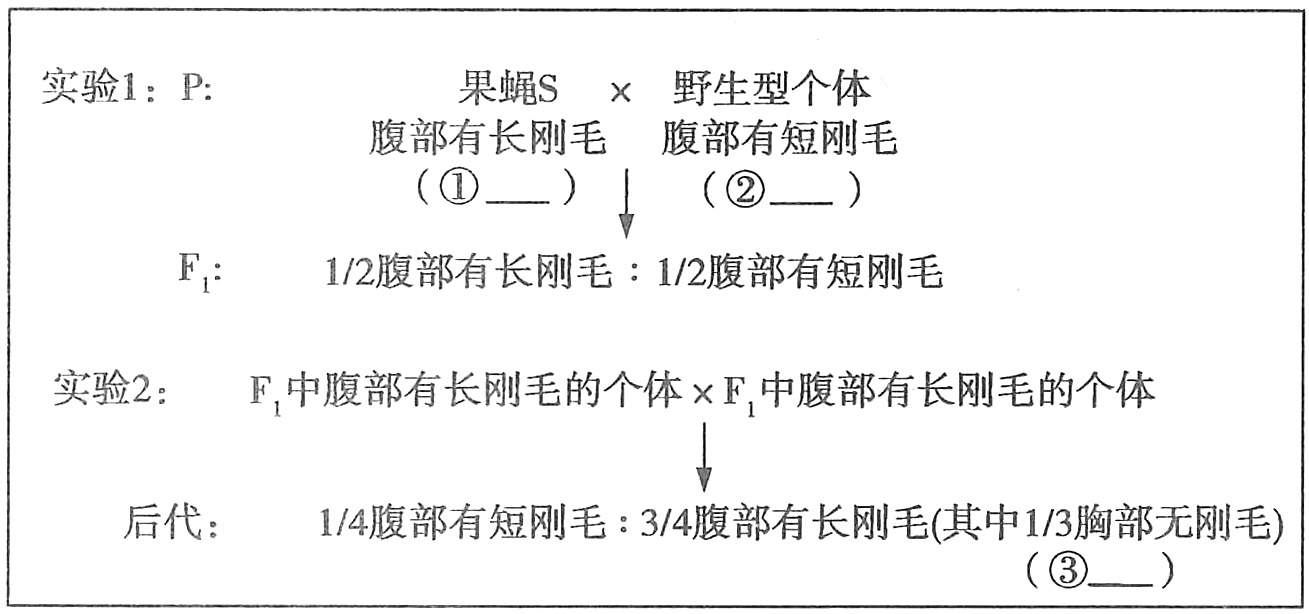 实验1：P: 果蝇S × 野生型个体
腹部有长刚毛 腹部有短刚毛
(①___) (②___)
F₁: 1/2腹部有长刚毛：1/2腹部有短刚毛
实验2： F₁中腹部有长刚毛的个体×F₁中腹部有长刚毛的个体
后代： 1/4腹部有短刚毛：3/4腹部有长刚毛(其中1/3胸部无刚毛)
(③___)